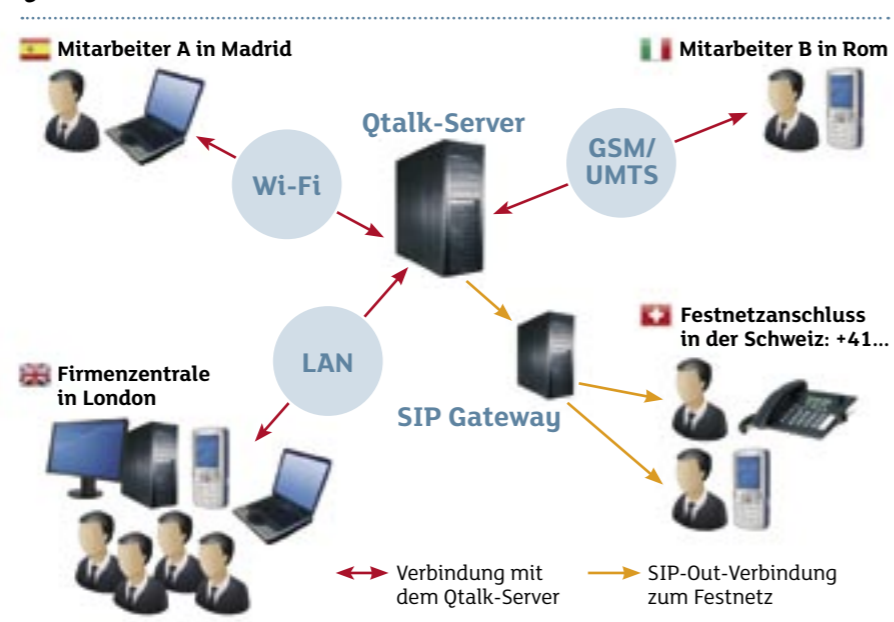 Mitarbeiter A in Madrid
Mitarbeiter B in Rom
Qtalk-Server
GSM/
UMTS
Wi-Fi
LAN
Festnetzanschluss
in der Schweiz: +41...
Firmenzentrale
in London
SIP Gateway
Verbindung mit
dem Qtalk-Server
SIP-Out-Verbindung
zum Festnetz